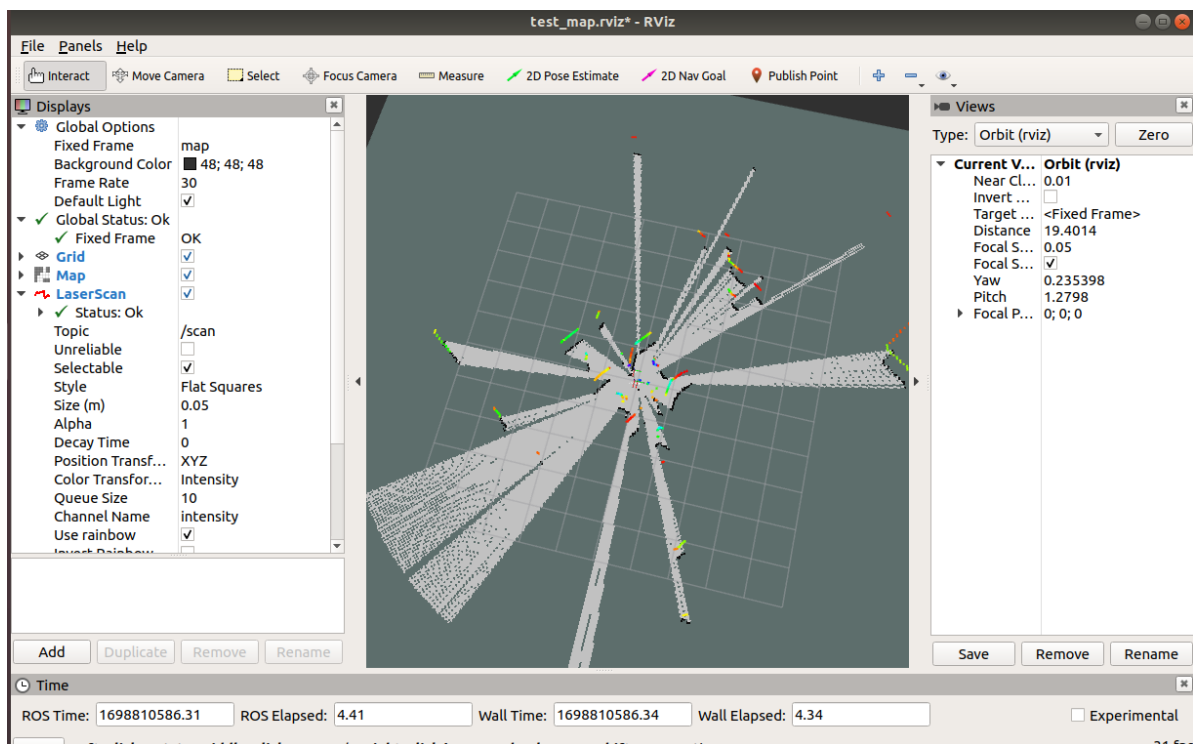 test_map.rviz* - RViz
File Panels Help
Interact Move Camera Select Focus Camera Measure 2D Pose Estimate 2D Nav Goal Publish Point
Displays
Global Options
Fixed Frame map
Background Color 48; 48; 48
Frame Rate 30
Default Light
Global Status: Ok
Fixed Frame OK
Grid
Map
LaserScan
Status: Ok
Topic /scan
Unreliable
Selectable
Style Flat Squares
Size (m) 0.05
Alpha 1
Decay Time 0
Position Transf... XYZ
Color Transfor... Intensity
Queue Size 10
Channel Name intensity
Use rainbow
Invert Rainbow
Add Duplicate Remove Rename
Views
Type: Orbit (rviz) Zero
Current V... Orbit (rviz)
Near Cl... 0.01
Invert ...
Target ... <Fixed Frame>
Distance 19.4014
Focal S... 0.05
Focal S...
Yaw 0.235398
Pitch 1.2798
Focal P... 0; 0; 0
Save Remove Rename
Time
ROS Time: 1698810586.31 ROS Elapsed: 4.41 Wall Time: 1698810586.34 Wall Elapsed: 4.34 Experimental